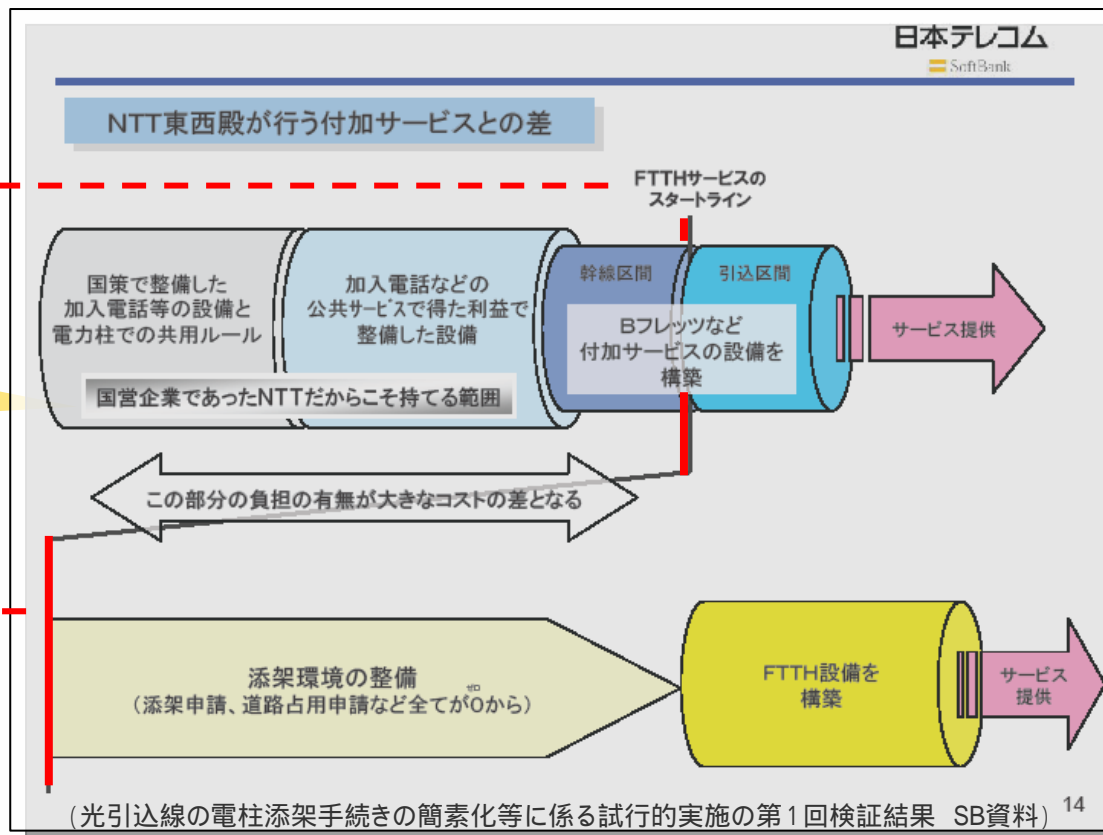 日本テレコム
SoftBank
NTT東西殿が行う付加サービスとの差
FTTHサービスの
スタートライン
国策で整備した
加入電話等の設備と
電力柱での共用ルール
加入電話などの
公共サービスで得た利益で
整備した設備
幹線区間
引込区間
Bフレッツなど
付加サービスの設備を
構築
サービス提供
国営企業であったNTTだからこそ持てる範囲
この部分の負担の有無が大きなコストの差となる
添架環境の整備
ゼロ
（添架申請、道路占用申請など全てが0から）
FTTH設備を
構築
サービス
提供
（光引込線の電柱添架手続きの簡素化等に係る試行的実施の第1回検証結果 SB資料）
14